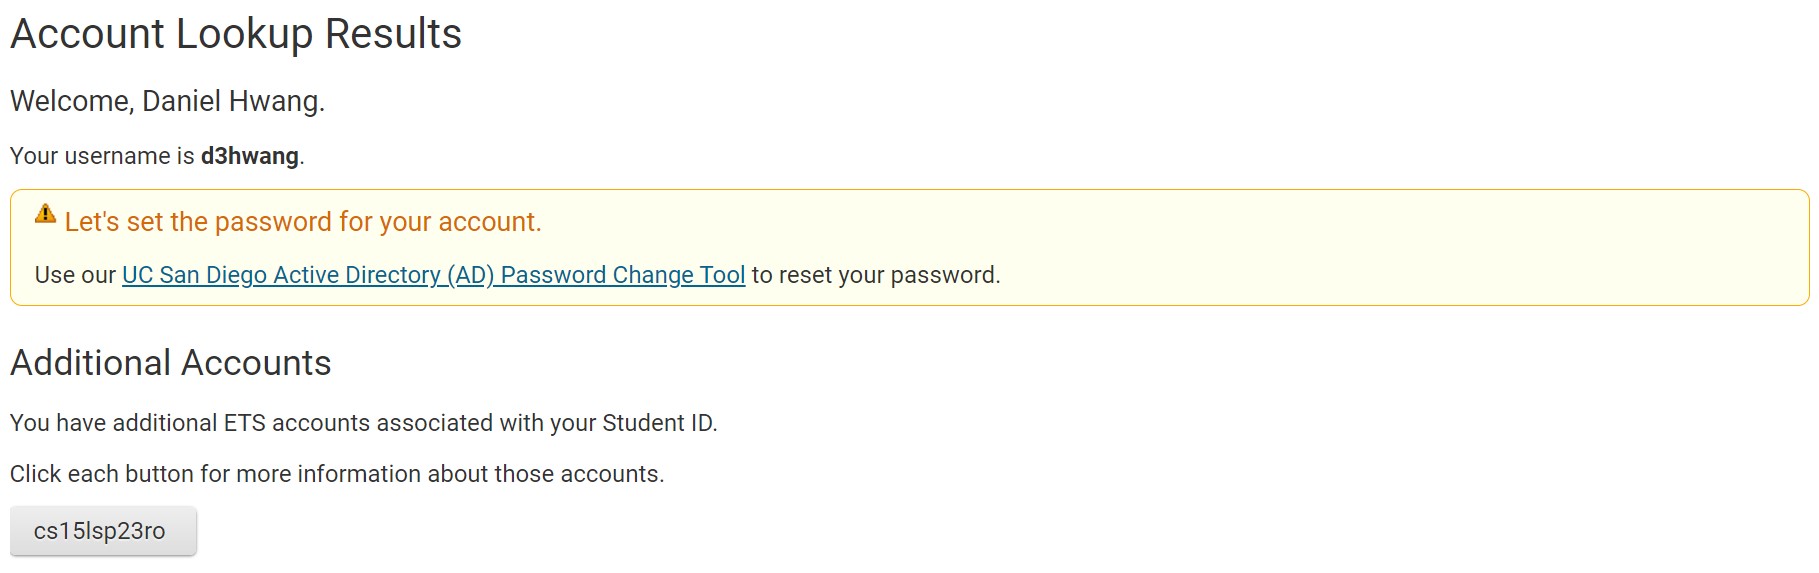 Account Lookup Results
Welcome, Daniel Hwang.
Your username is d3hwang.
Let's set the password for your account.
Use our UC San Diego Active Directory (AD) Password Change Tool to reset your password.
Additional Accounts
You have additional ETS accounts associated with your Student ID.
Click each button for more information about those accounts.
cs15lsp23ro